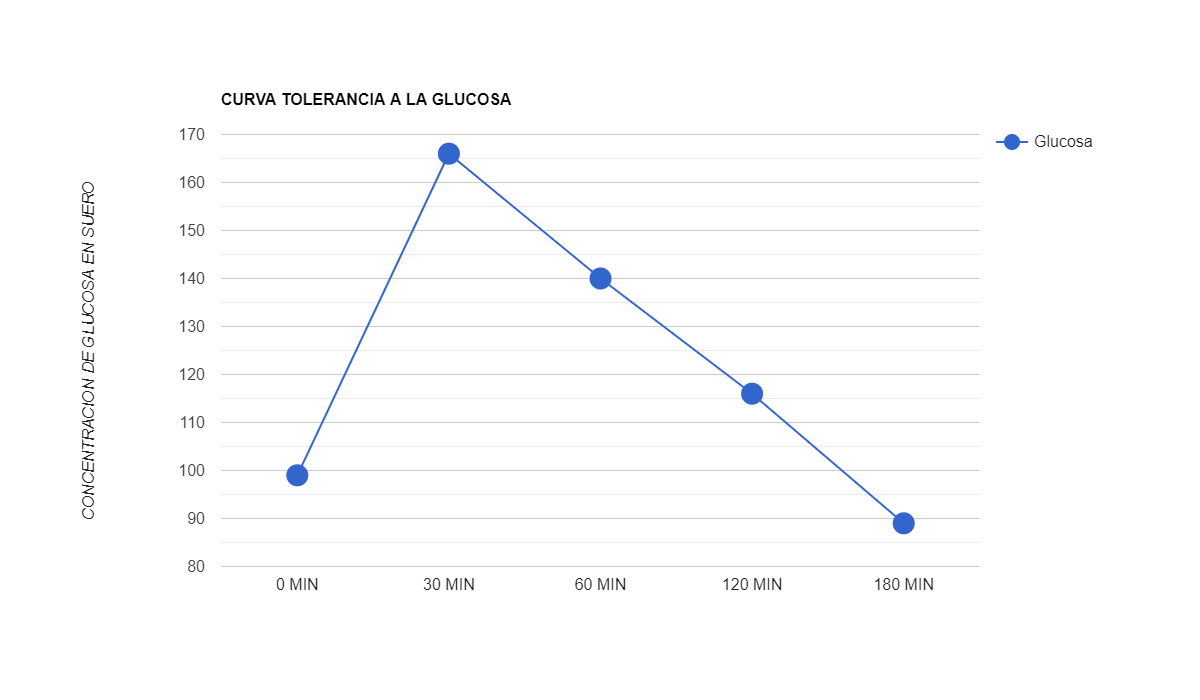 CURVA TOLERANCIA A LA GLUCOSA
Glucosa
CONCENTRACION DE GLUCOSA EN SUERO
170
160
150
140
130
120
110
100
90
80
0 MIN
30 MIN
60 MIN
120 MIN
180 MIN